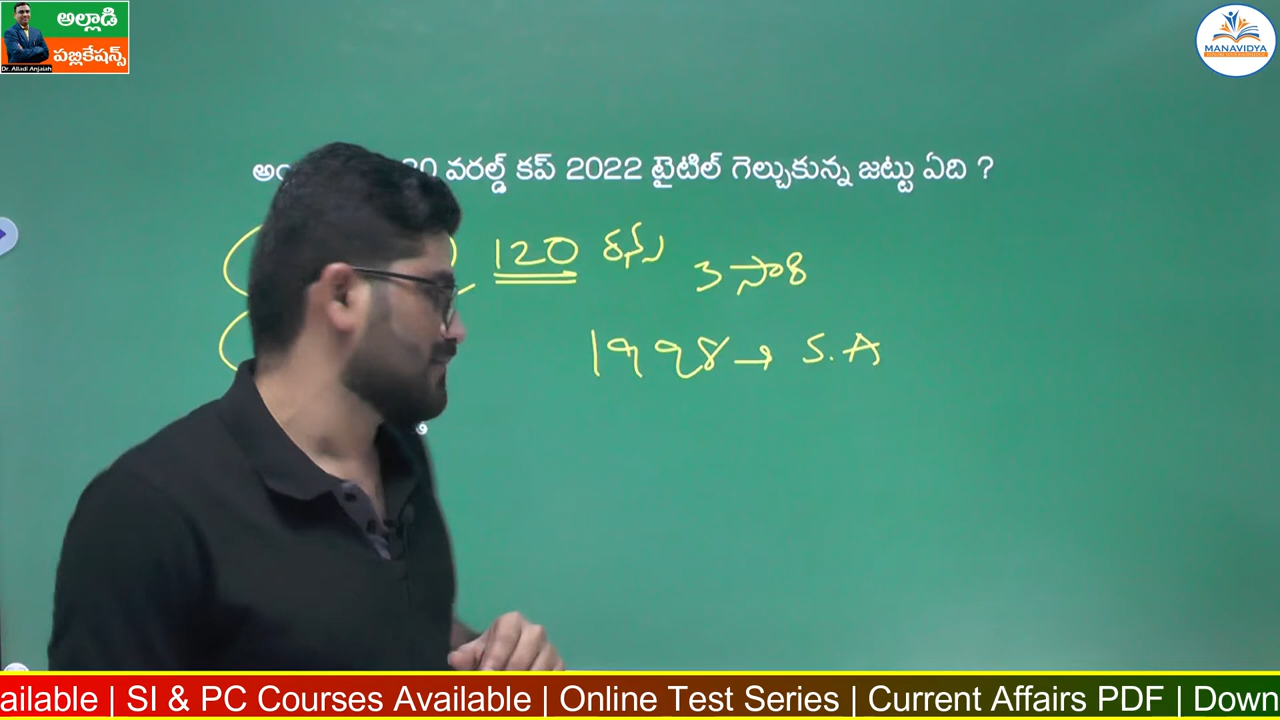 అల్లాడి
పబ్లికేషన్స్
Dr. Alladi Anjaiah
MANAVIDYA
వరల్డ్ కప్ 2022 టైటిల్ గెల్చుకున్న జట్టు ఏది ?
120 రన్స్
3 సారి
1998 → S.A
ailable | SI & PC Courses Available | Online Test Series | Current Affairs PDF | Down